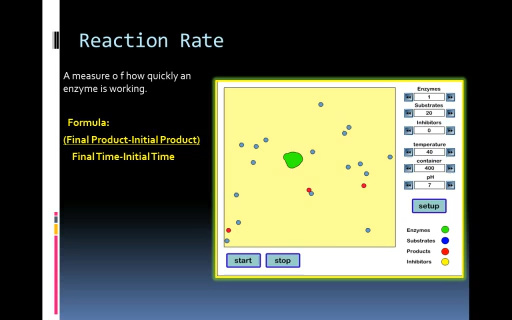 Reaction Rate
A measure o f how quickly an
enzyme is working.
Formula:
(Final Product-Initial Product)
Final Time-Initial Time
Enzymes
1
Substrates
20
Inhibitors
0
temperature
40
container
400
pH
7
setup
Enzymes
Substrates
Products
Inhibitors
start
stop